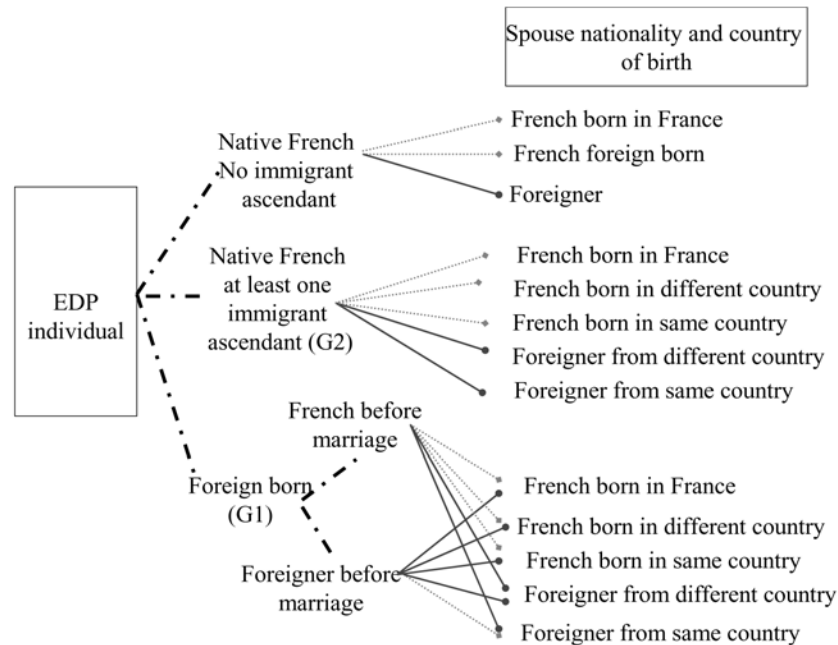 Spouse nationality and country
of birth
Native French
No immigrant
ascendant
French born in France
French foreign born
Foreigner
EDP
individual
Native French
at least one
immigrant
ascendant (G2)
French born in France
French born in different country
French born in same country
Foreigner from different country
Foreigner from same country
French before
marriage
Foreign born
(G1)
Foreigner before
marriage
French born in France
French born in different country
French born in same country
Foreigner from different country
Foreigner from same country